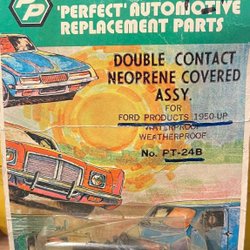 PP
'PERFECT' AUTOMOTIVE
REPLACEMENT PARTS
DOUBLE CONTACT
NEOPRENE COVERED
ASSY.
FOR
FORD PRODUCTS 1950-UP
WATERPROOF
WEATHERPROOF
No. PT-24B